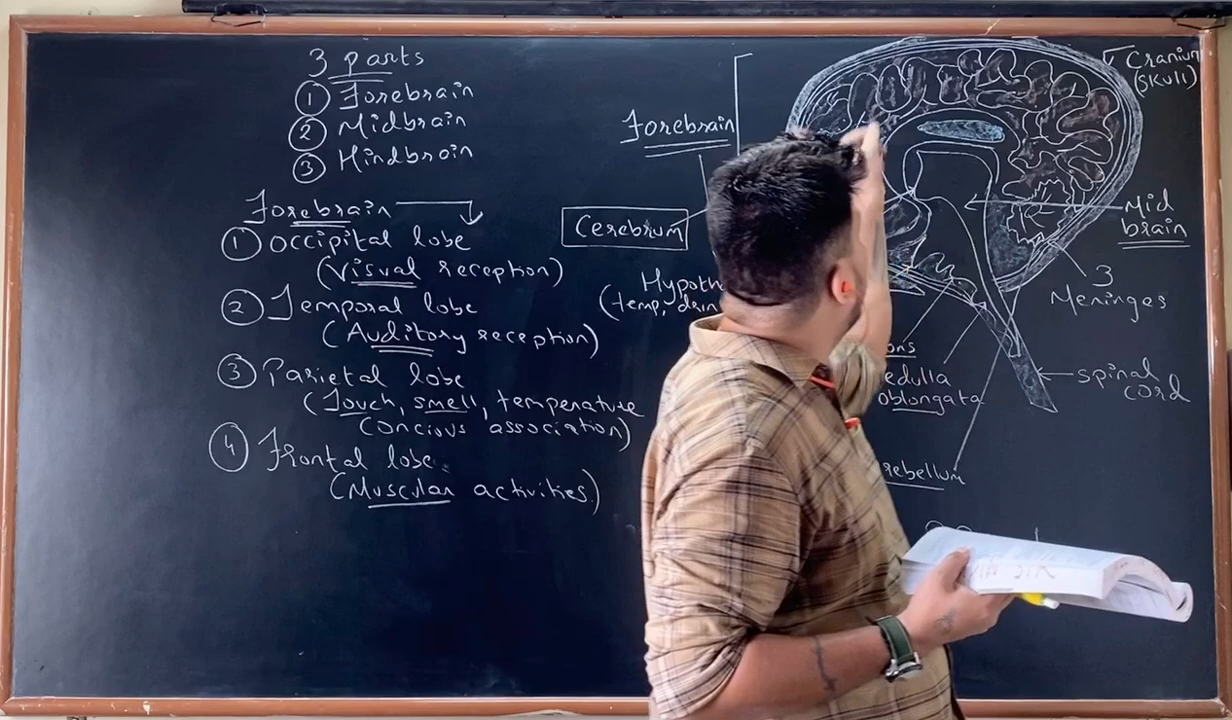 3 parts
① Forebrain
② Midbrain
③ Hindbrain
Forebrain
① Occipital lobe
(Visual reception)
② Temporal lobe
(Auditory reception)
③ Parietal lobe
(Touch, smell, temperature
Concious association)
④ Frontal lobe
(Muscular activities)
Forebrain
Cerebrum
Hypoth
(temp,
Cranium
(SKull)
Mid
brain
3
Meninges
spinal
cord
ons
edulla
oblongata
rebellum